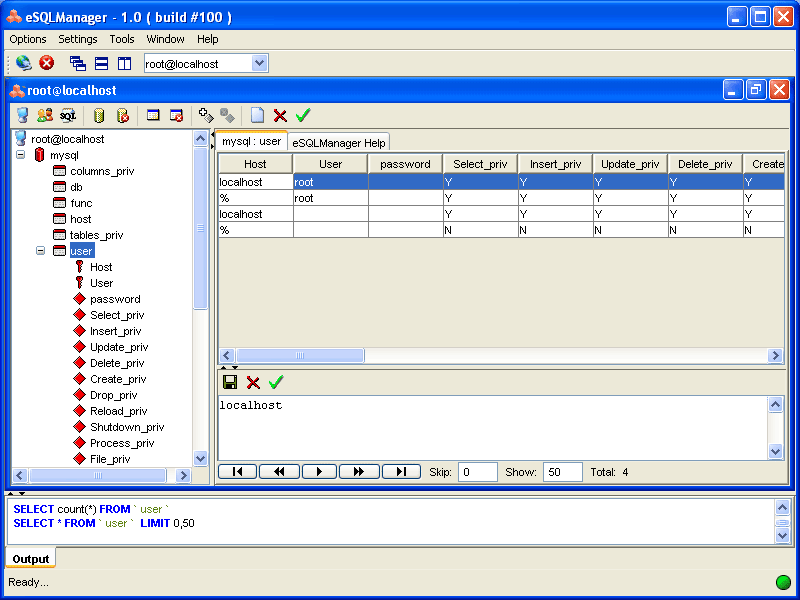 eSQLManager - 1.0 ( build #100 )
Options Settings Tools Window Help
root@localhost
root@localhost
SQL
root@localhost
mysql
columns_priv
db
func
host
tables_priv
user
Host
User
password
Select_priv
Insert_priv
Update_priv
Delete_priv
Create_priv
Drop_priv
Reload_priv
Shutdown_priv
Process_priv
File_priv
mysql : user eSQLManager Help
Host User password Select_priv Insert_priv Update_priv Delete_priv Create
localhost root Y Y Y Y Y
% root Y Y Y Y Y
localhost Y Y Y Y Y
% N N N N N
localhost
Skip: 0 Show: 50 Total: 4
SELECT count(*) FROM ` user `
SELECT * FROM ` user ` LIMIT 0,50
Output
Ready...